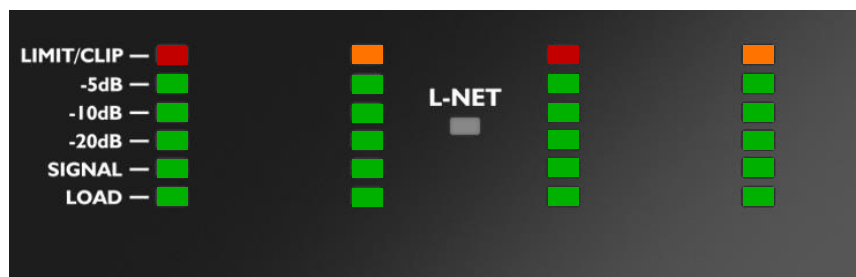 LIMIT/CLIP —
-5dB —
-10dB —
-20dB —
SIGNAL —
LOAD —
L-NET